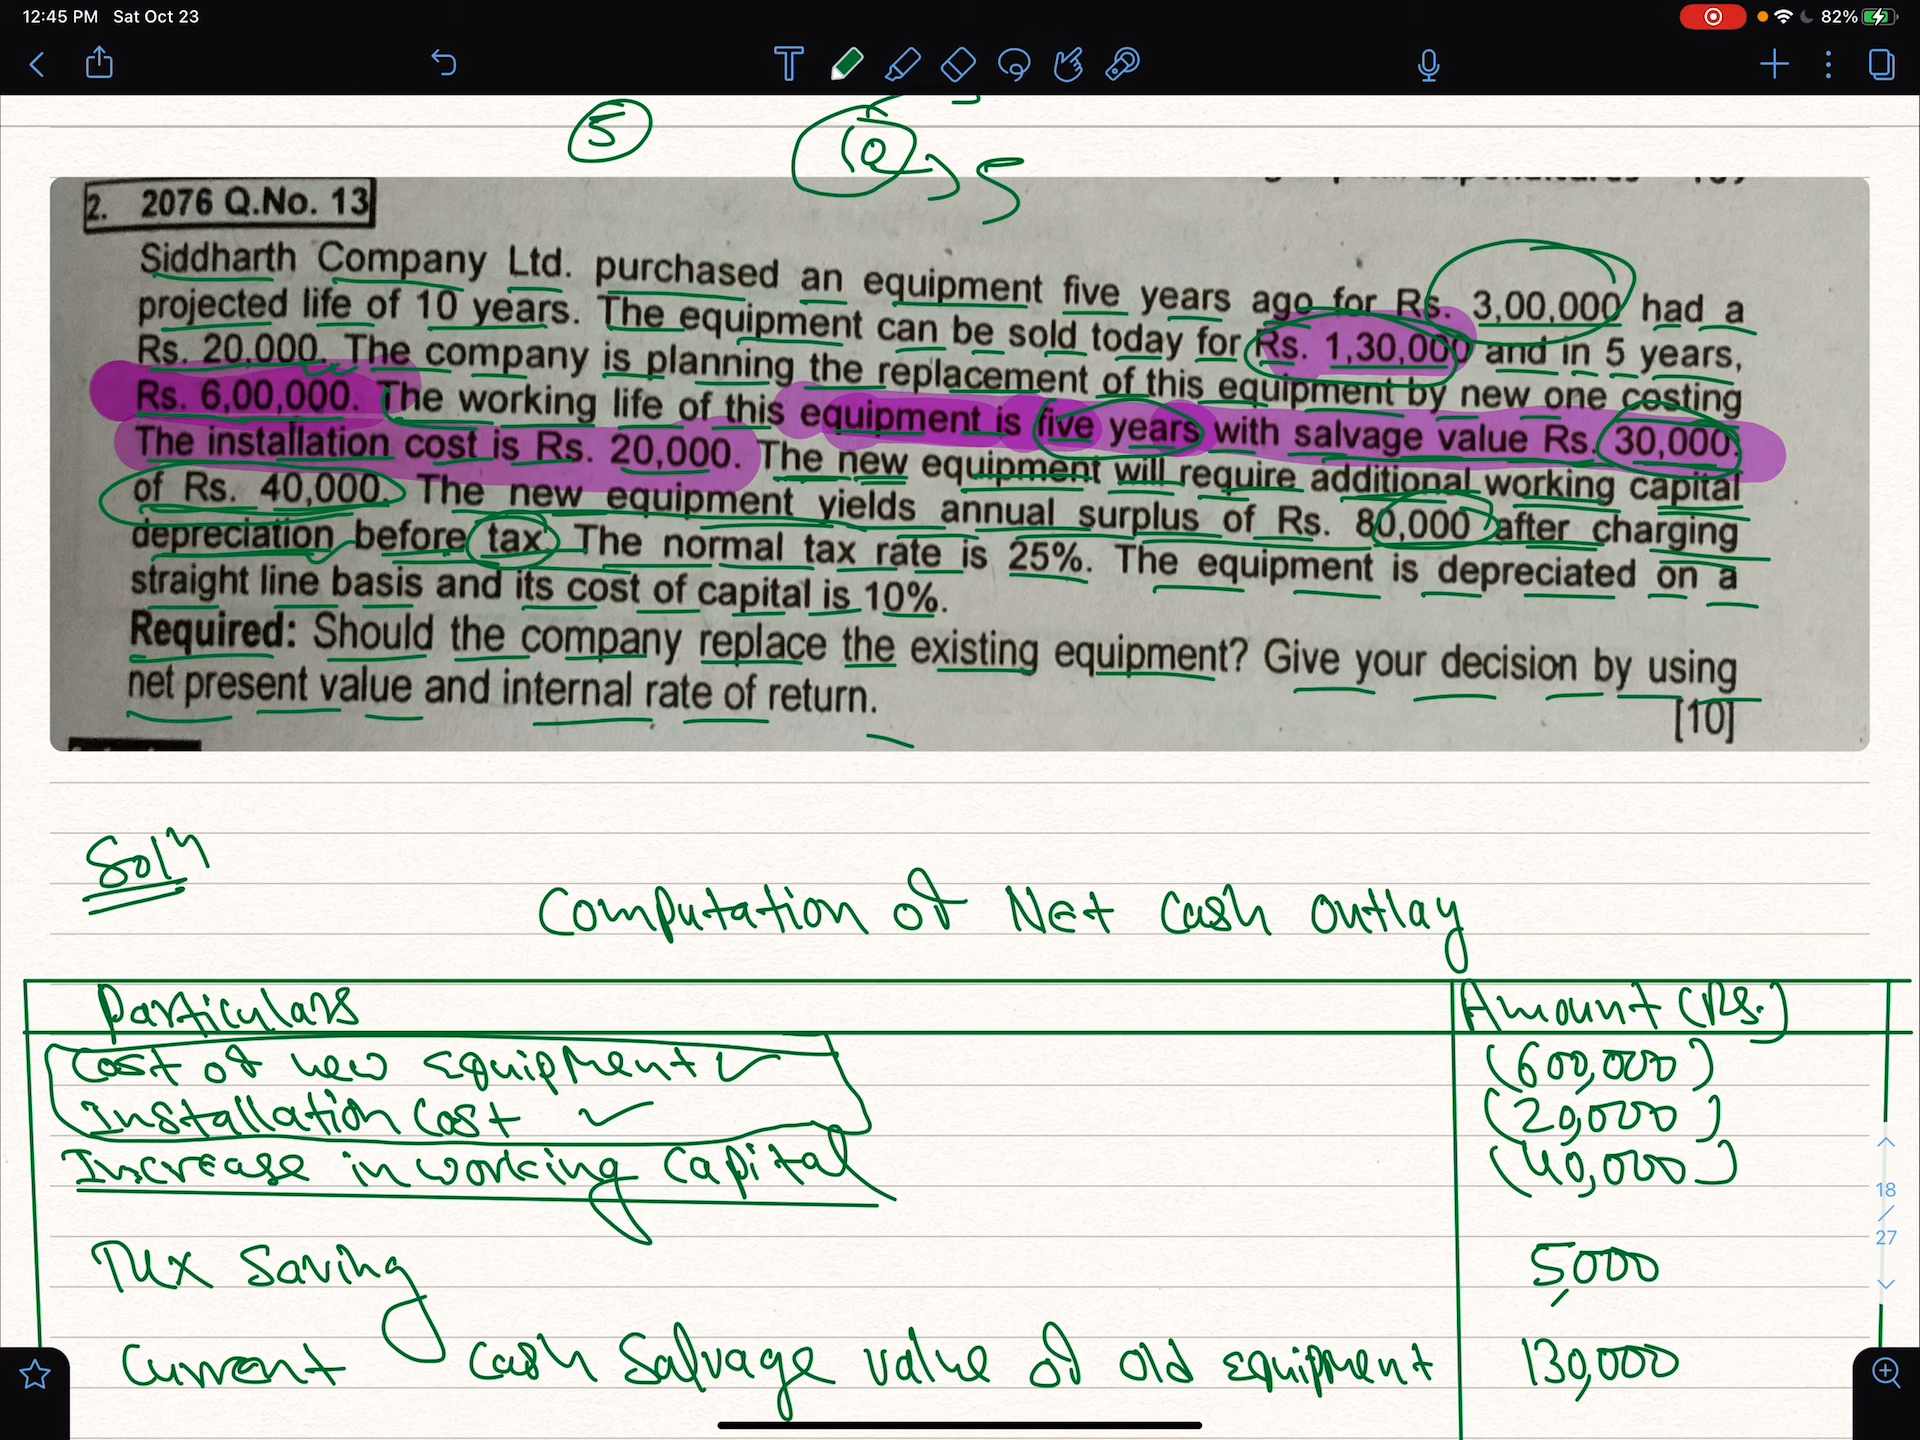 12:45 PM Sat Oct 23
82%
5
10
5
2. 2076 Q.No. 13
Siddharth Company Ltd. purchased an equipment five years ago for Rs. 3,00,000 had a
projected life of 10 years. The equipment can be sold today for Rs. 1,30,000 and in 5 years,
Rs. 20,000. The company is planning the replacement of this equipment by new one costing
Rs. 6,00,000. The working life of this equipment is five years with salvage value Rs. 30,000.
The installation cost is Rs. 20,000. The new equipment will require additional working capital
of Rs. 40,000. The new equipment yields annual surplus of Rs. 80,000 after charging
depreciation before tax. The normal tax rate is 25%. The equipment is depreciated on a
straight line basis and its cost of capital is 10%.
Required: Should the company replace the existing equipment? Give your decision by using
net present value and internal rate of return.
[10]
Soln
Computation of Net Cash Outlay
Particulars Amount (Rs.)
Cost of new Equipment (600,000)
Installation Cost (20,000)
Increase in working Capital (40,000)
Tax Saving 5,000
Current Cash Salvage value of old equipment 130,000
18
/
27